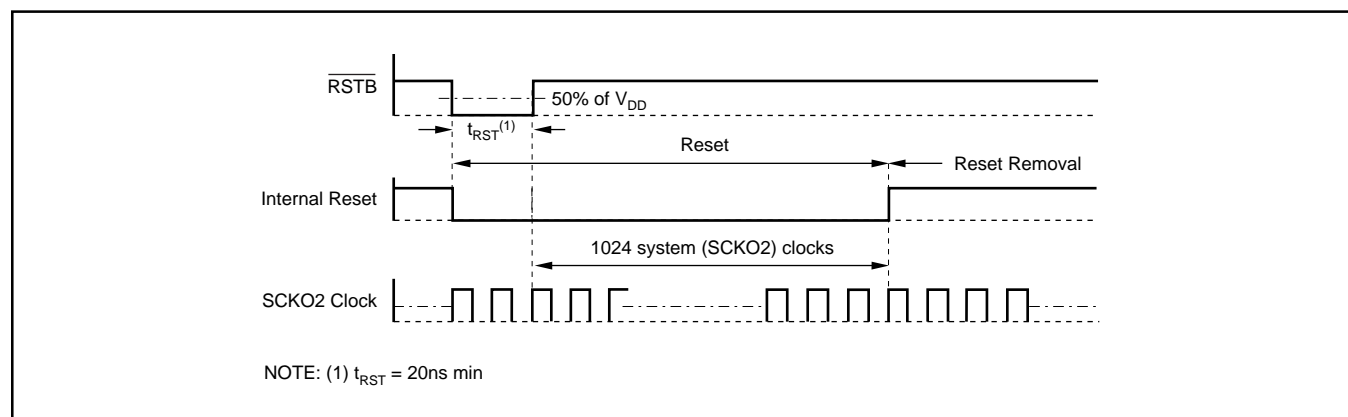 RSTB
50% of VDD
tRST(1)
Reset
Reset Removal
Internal Reset
1024 system (SCKO2) clocks
SCKO2 Clock
NOTE: (1) tRST = 20ns min